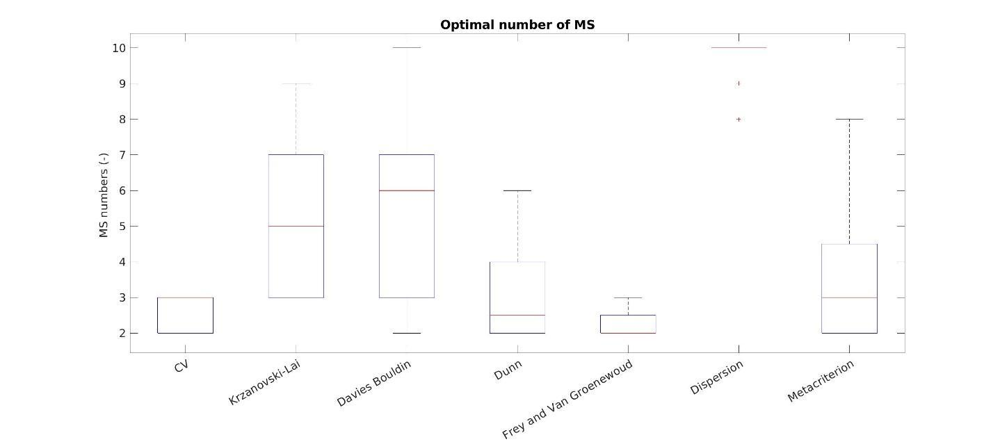 Optimal number of MS
10
9
8
7
6
5
4
3
2
MS numbers (-)
CV
Krzanovski-Lai
Davies Bouldin
Dunn
Frey and Van Groenewoud
Dispersion
Metacriterion